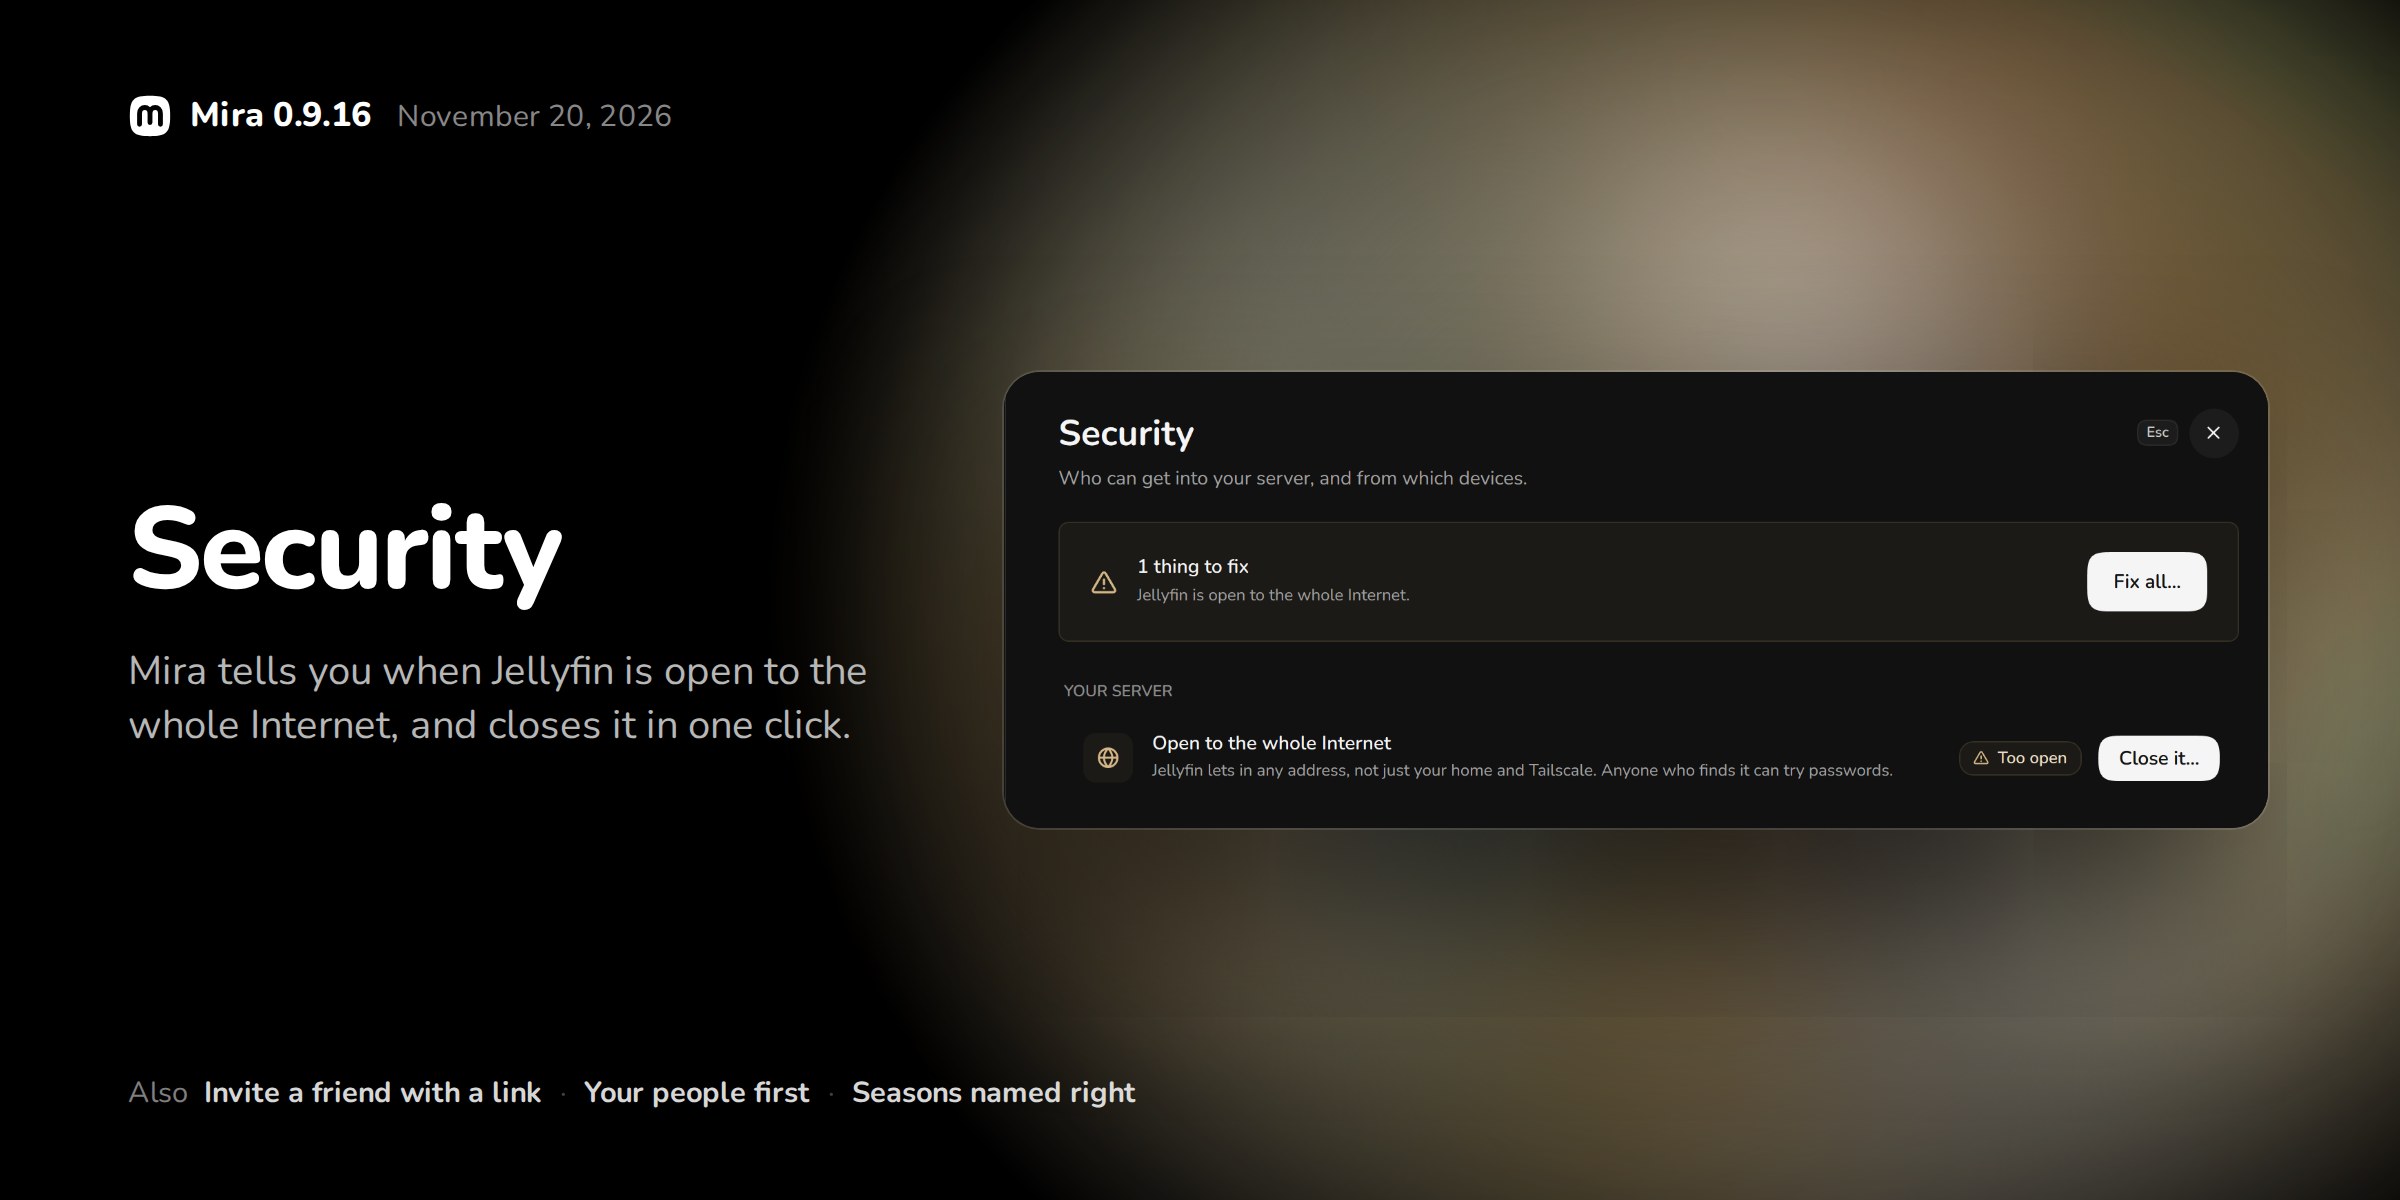 Mira 0.9.16 November 20, 2026
Security
Mira tells you when Jellyfin is open to the
whole Internet, and closes it in one click.
Security
Esc
Who can get into your server, and from which devices.
1 thing to fix
Jellyfin is open to the whole Internet.
Fix all...
YOUR SERVER
Open to the whole Internet
Jellyfin lets in any address, not just your home and Tailscale. Anyone who finds it can try passwords.
Too open
Close it...
Also Invite a friend with a link · Your people first · Seasons named right